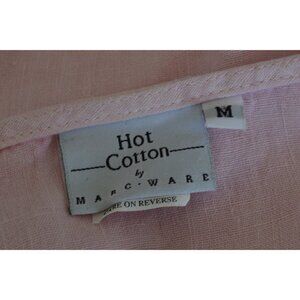 M
Hot
Cotton
by
MARC·WARE
ON REVERSE